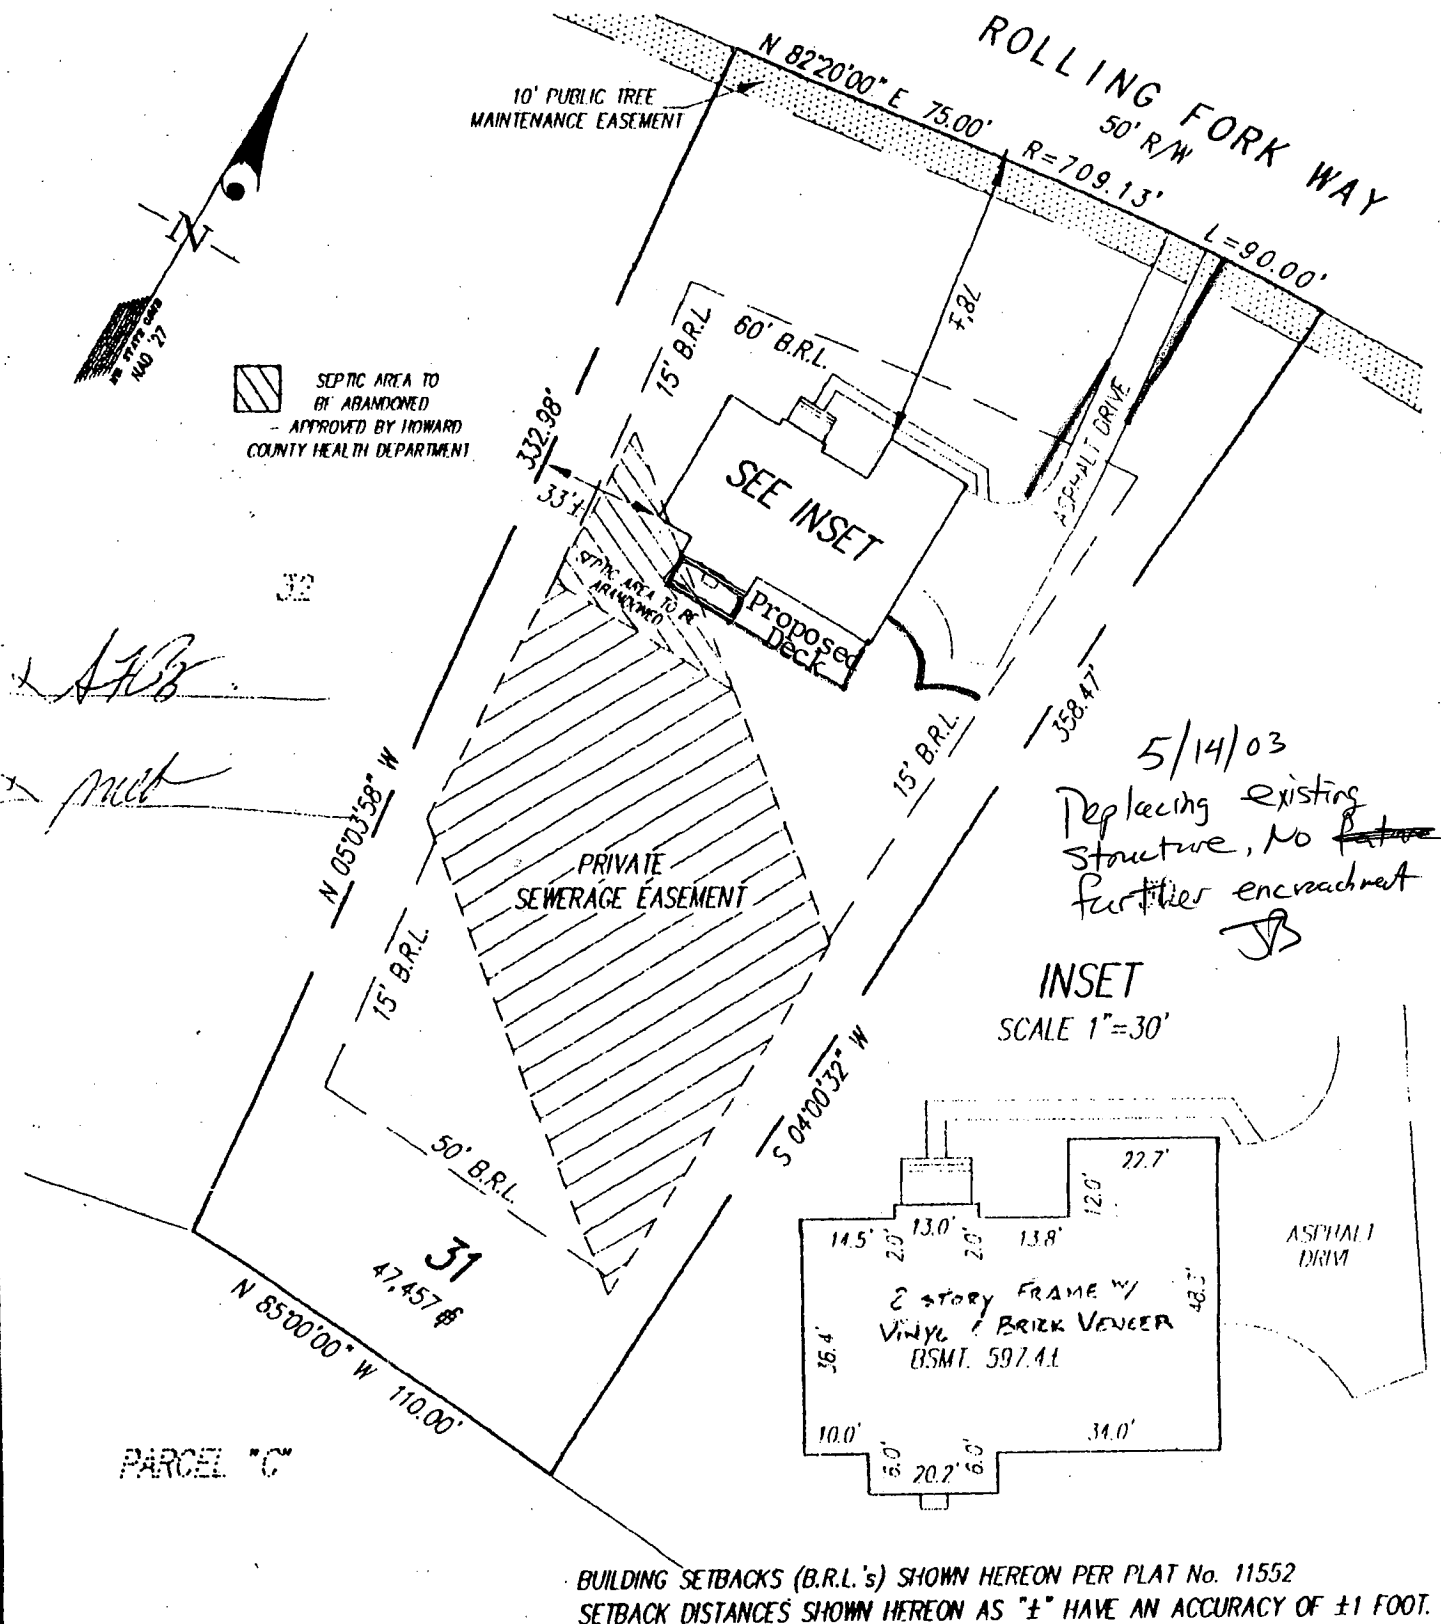 ROLLING FORK WAY
50' R/W
N 82°20'00" E 75.00'
R=709.13'
L=90.00'
10' PUBLIC TREE
MAINTENANCE EASEMENT
N
STATE GRID
NAD '27
78'±
60' B.R.L.
15' B.R.L.
SEPTIC AREA TO
BE ABANDONED
- APPROVED BY HOWARD
COUNTY HEALTH DEPARTMENT
332.98'
33'±
ASPHALT DRIVE
SEE INSET
SEPTIC AREA TO BE
ABANDONED
Proposed
Deck
32
358.47'
15' B.R.L.
5/14/03
Replacing existing
structure, No
further encroachment
JB
N 05°03'58" W
PRIVATE
SEWERAGE EASEMENT
15' B.R.L.
S 04°00'32" W
INSET
SCALE 1"=30'
50' B.R.L.
31
47,457
N 85°00'00" W 110.00'
PARCEL "C"
22.7'
12.0'
14.5'
2.0'
13.0'
2.0'
13.8'
ASPHALT
DRIVE
2 STORY FRAME W/
VINYL & BRICK VENEER
BSMT. 597.4±
36.4'
48.3'
10.0'
6.0'
20.2'
6.0'
34.0'
BUILDING SETBACKS (B.R.L.'s) SHOWN HEREON PER PLAT No. 11552
SETBACK DISTANCES SHOWN HEREON AS "±" HAVE AN ACCURACY OF ±1 FOOT.